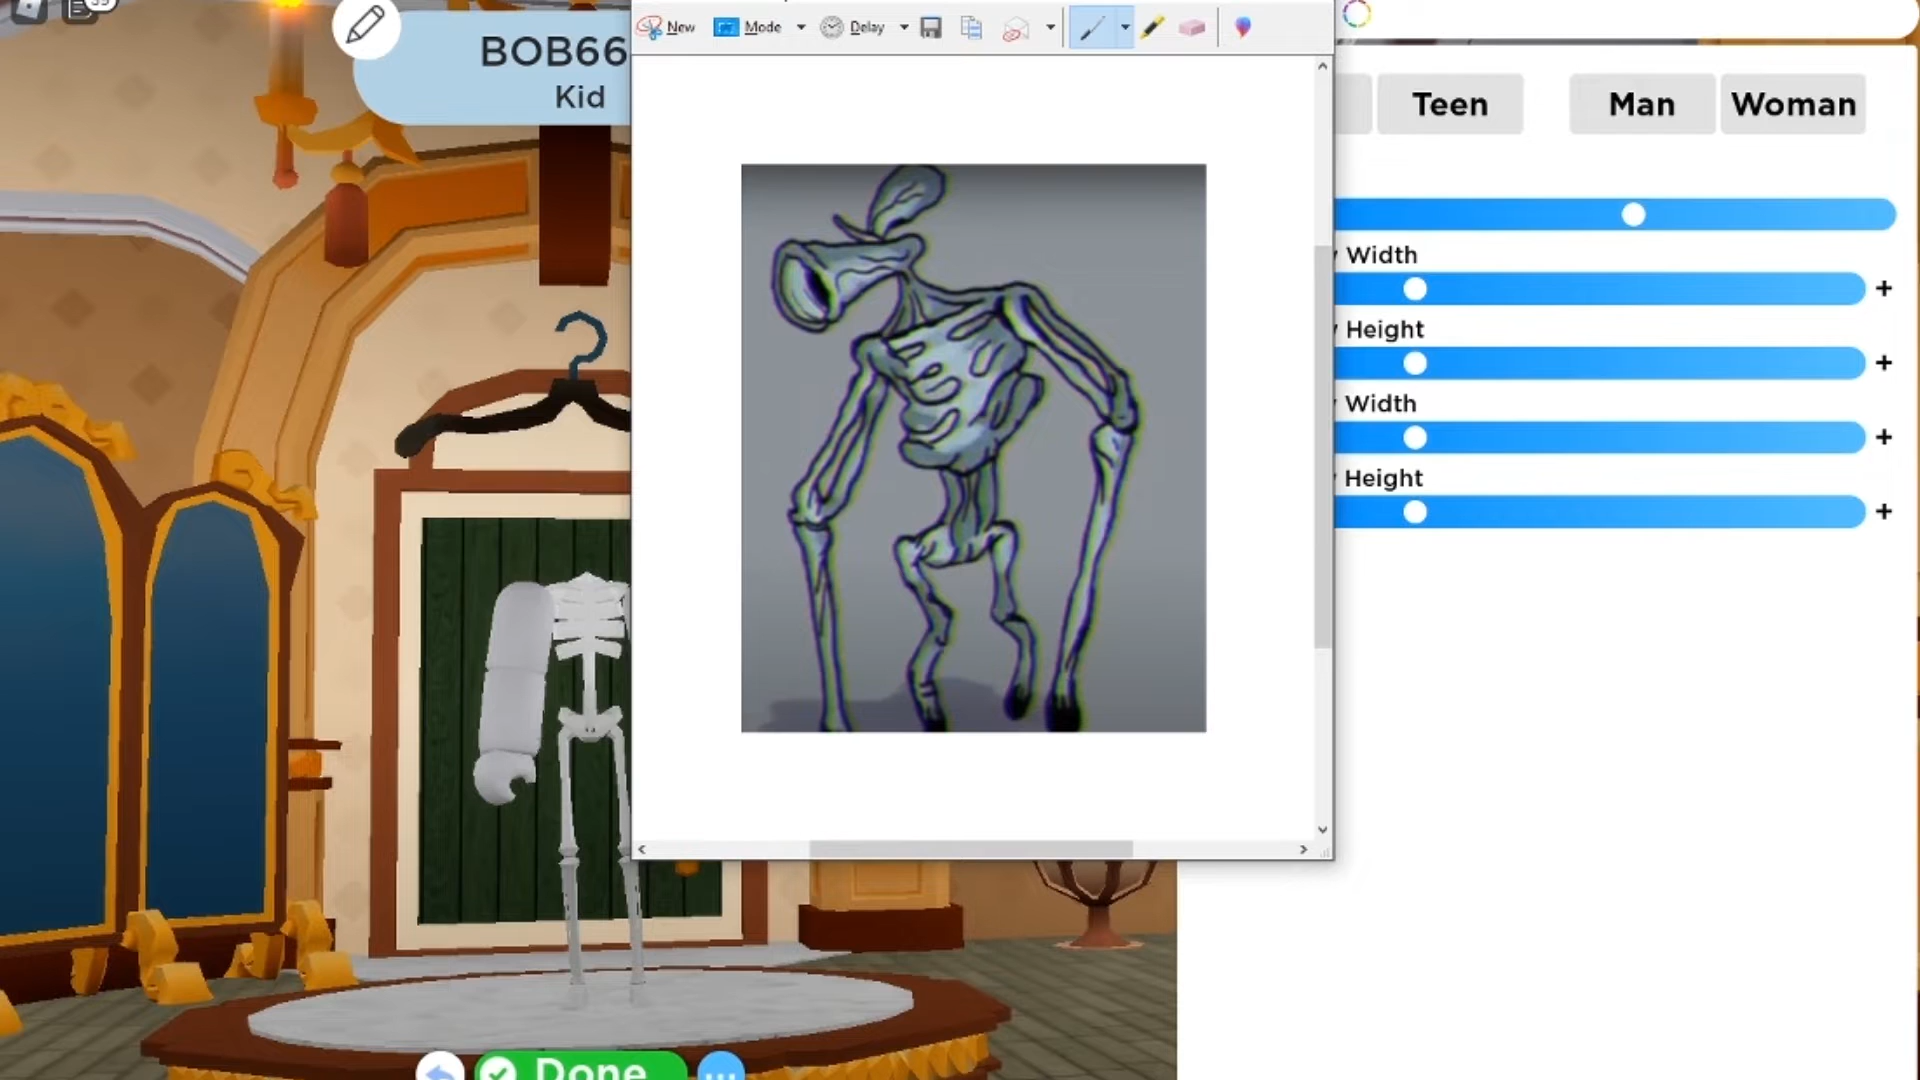 BOB66
Kid
New
Mode
Delay
Teen
Man
Woman
Width
+
Height
+
Width
+
Height
+
Done